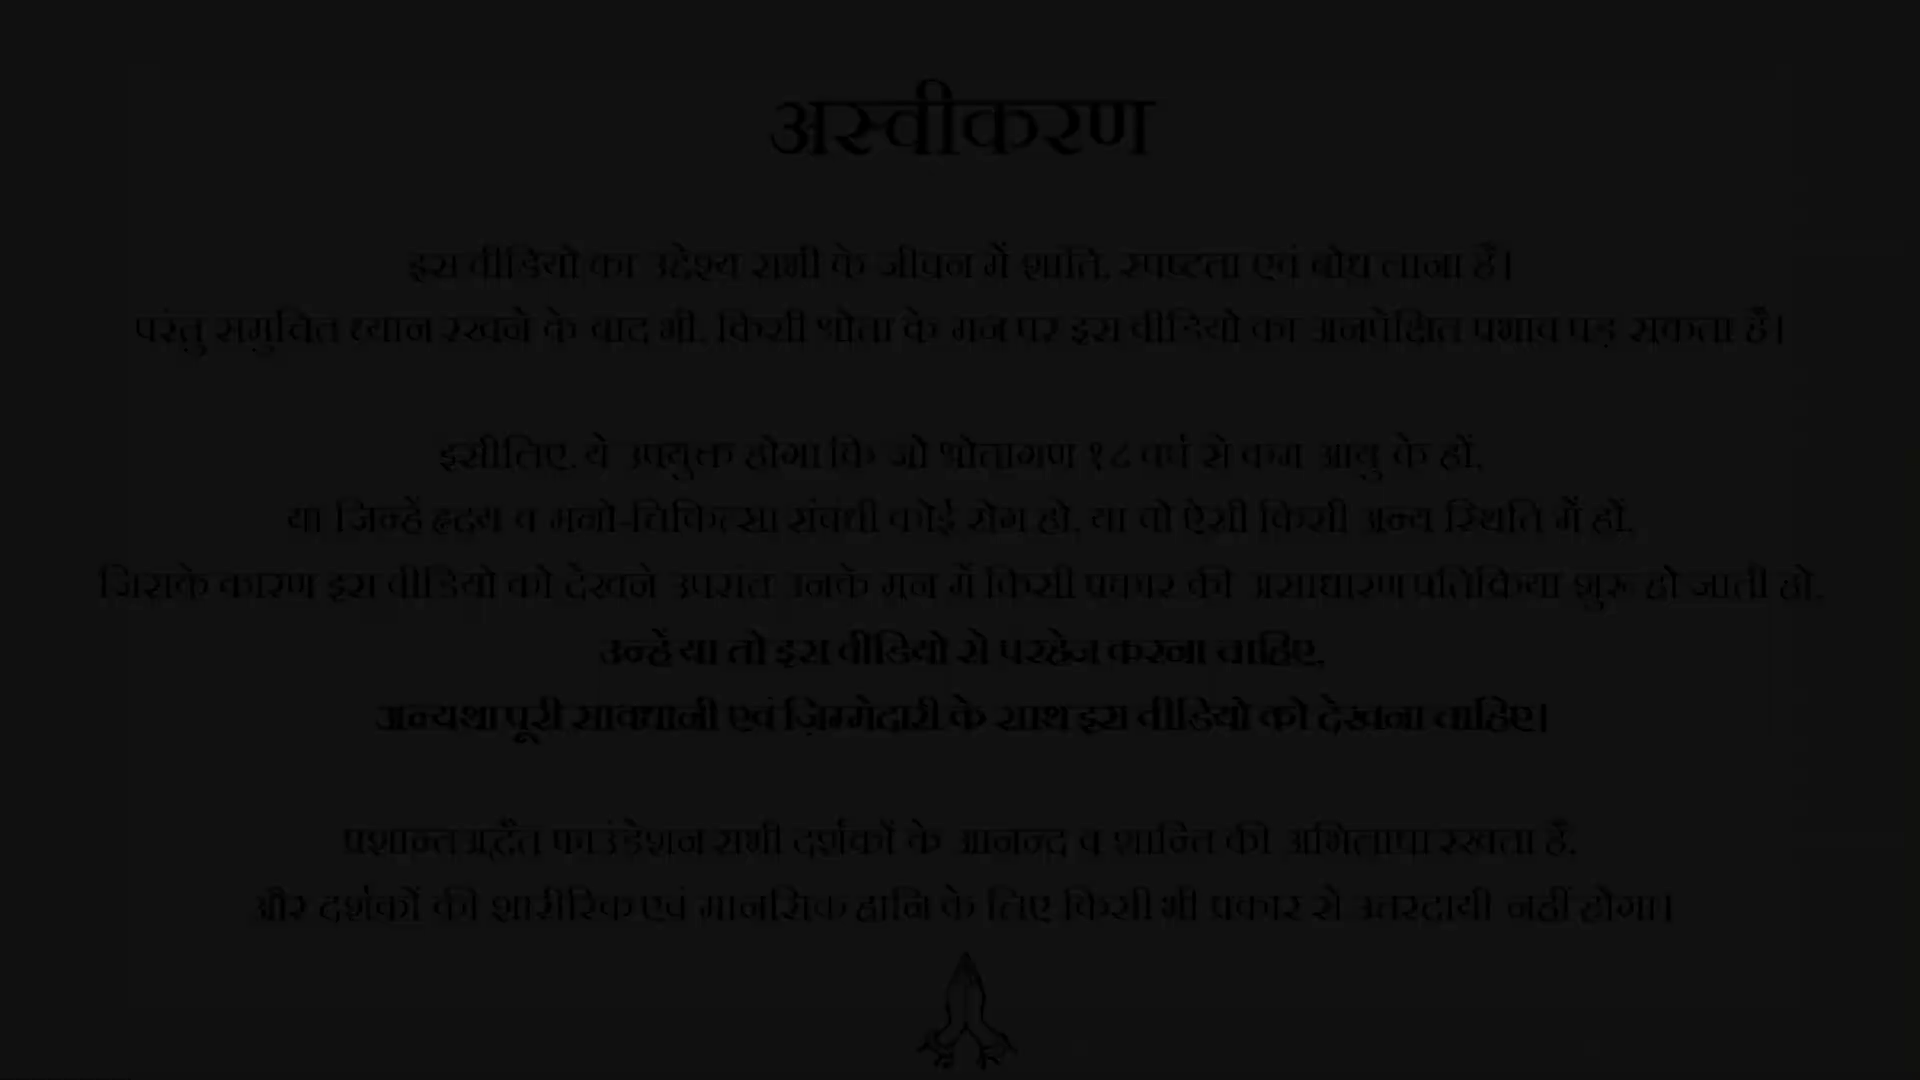 अस्वीकरण
इस वीडियो का उद्देश्य सभी के जीवन में शांति, स्पष्टता एवं बोध लाना है।
परंतु समुचित ध्यान रखने के बाद भी, किसी श्रोता के मन पर इस वीडियो का अनपेक्षित प्रभाव पड़ सकता है।
इसीलिए, ये उपयुक्त होगा कि जो श्रोतागण १८ वर्ष से कम आयु के हों,
या जिन्हें हृदय व मनो-चिकित्सा संबंधी कोई रोग हो, या वो ऐसी किसी अन्य स्थिति में हों,
जिसके कारण इस वीडियो को देखने उपरांत उनके मन में किसी प्रकार की असाधारण प्रतिक्रिया शुरू हो जाती हो,
उन्हें या तो इस वीडियो से परहेज करना चाहिए,
अन्यथा पूरी सावधानी एवं ज़िम्मेदारी के साथ इस वीडियो को देखना चाहिए।
प्रशान्त अद्वैत फाउंडेशन सभी दर्शकों के आनन्द व शान्ति की अभिलाषा रखता है,
और दर्शकों की शारीरिक एवं मानसिक हानि के लिए किसी भी प्रकार से उत्तरदायी नहीं होगा।